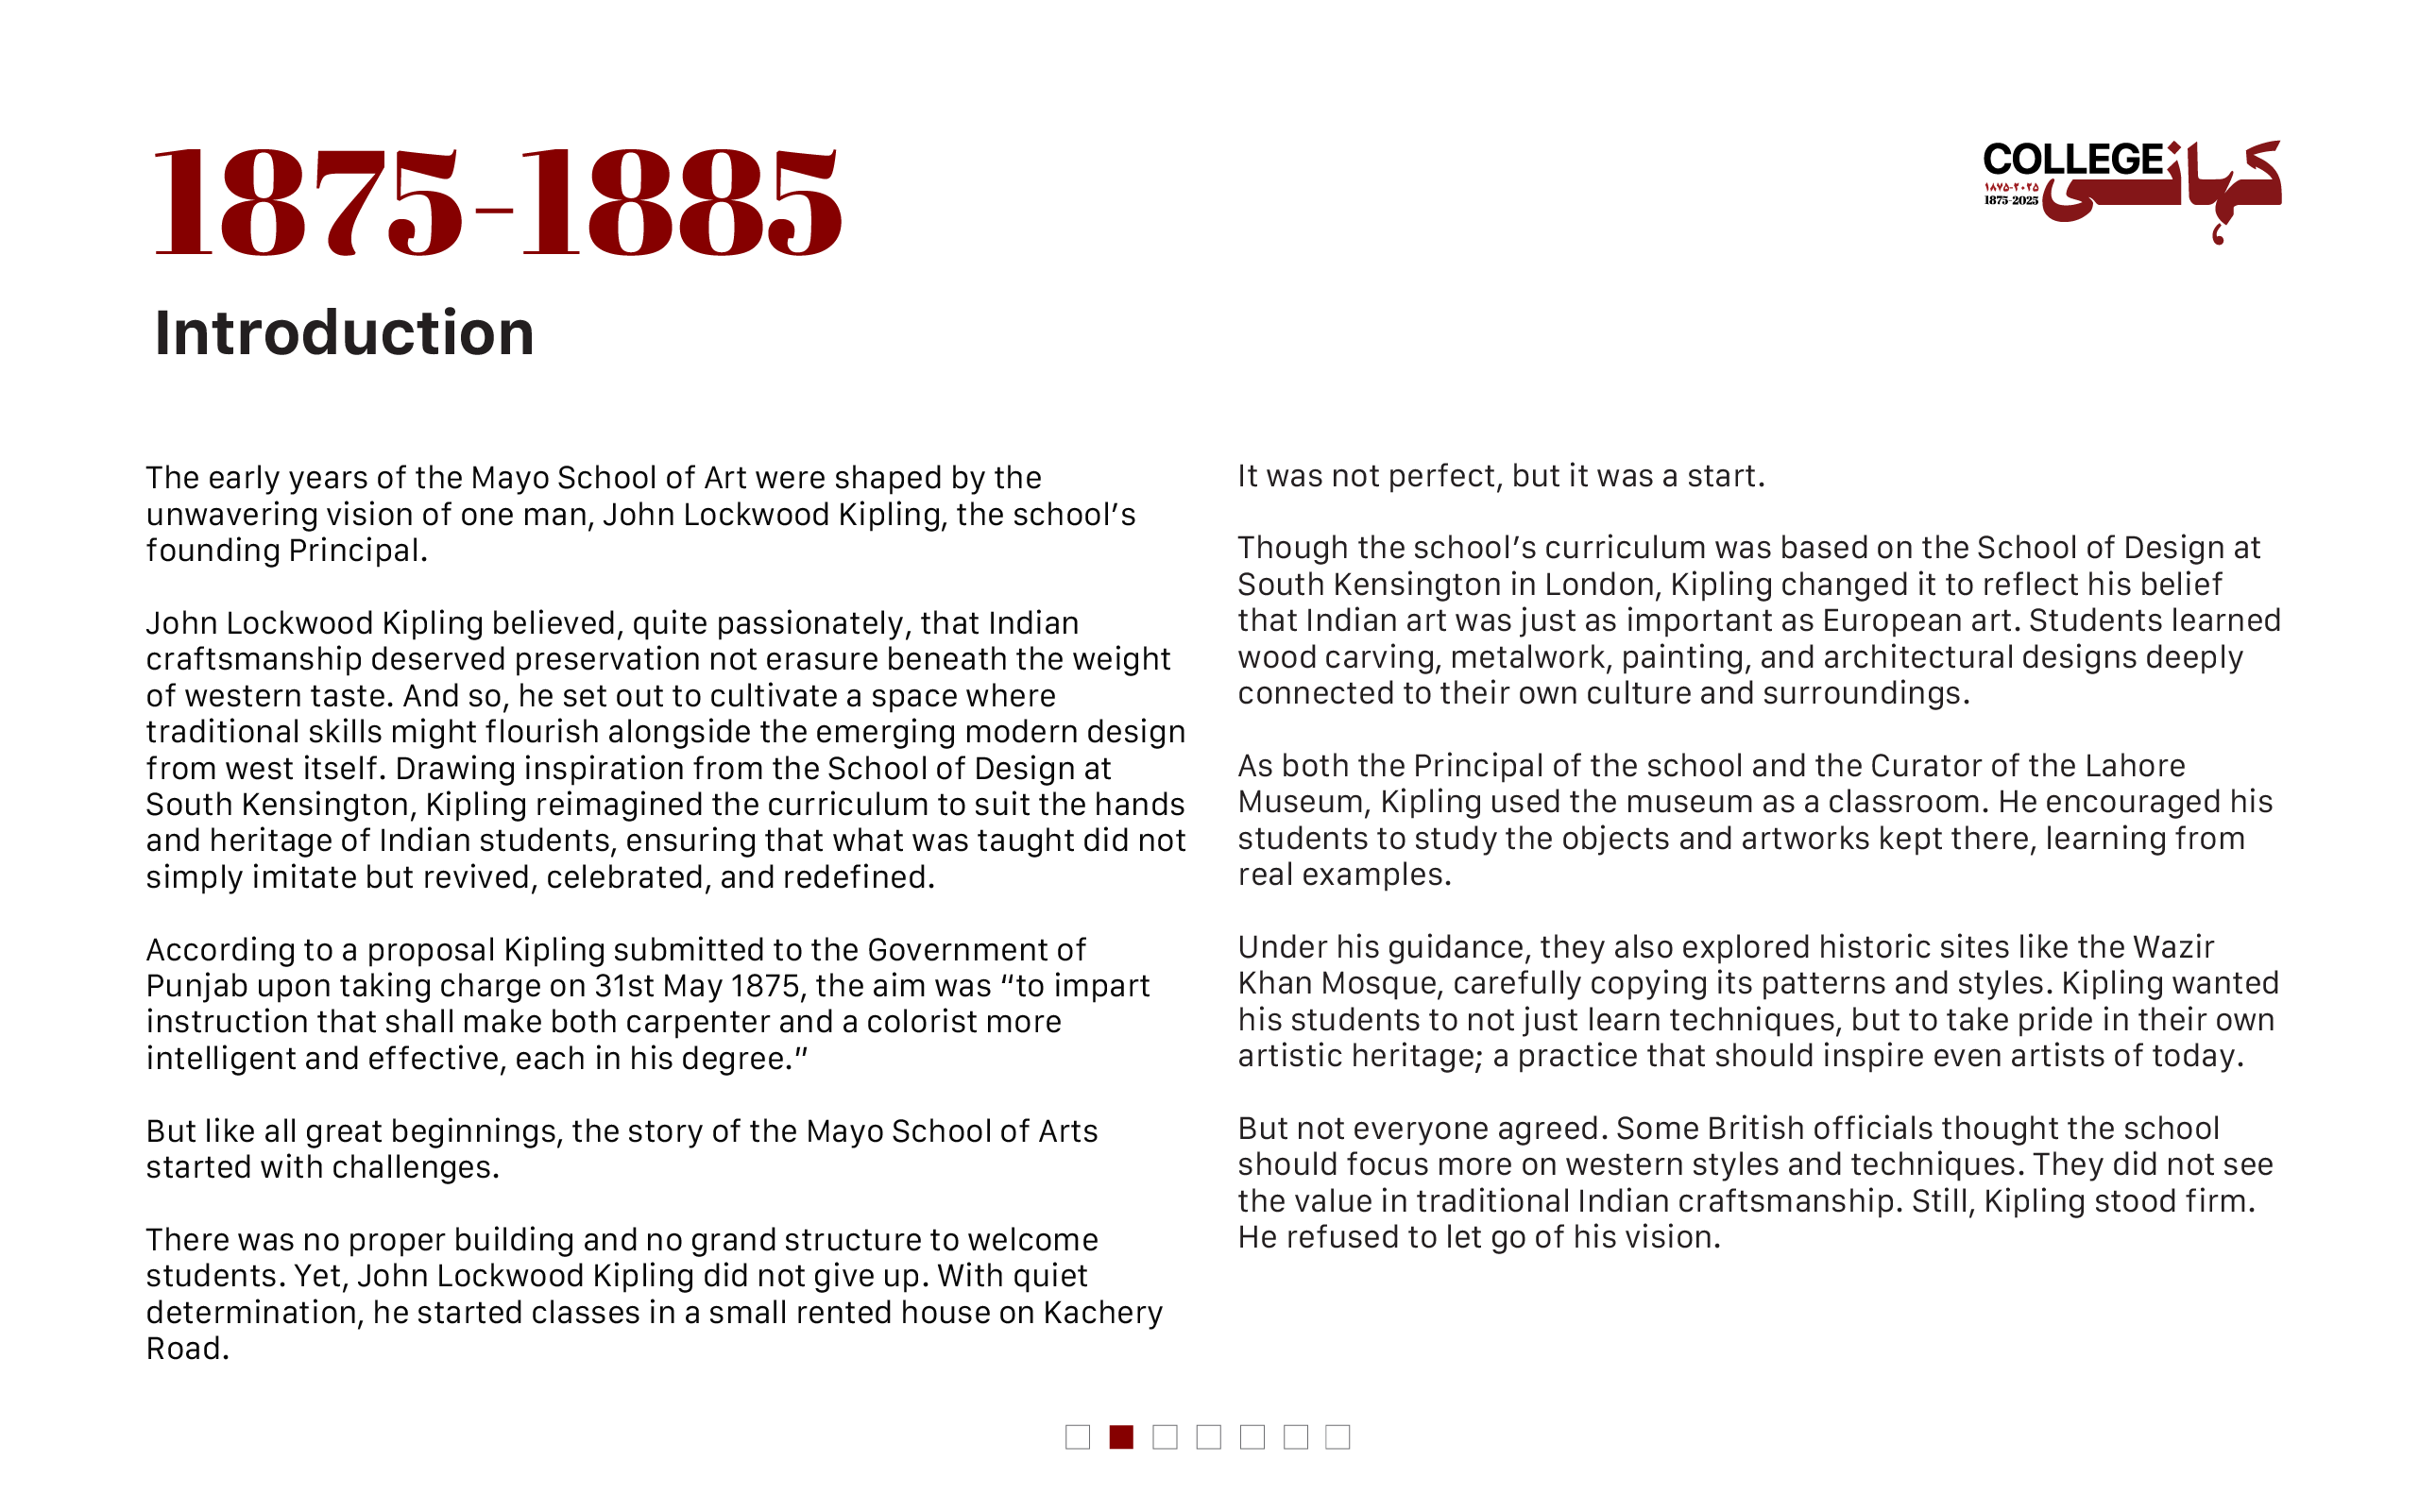 1875-1885
COLLEGE کہانی
۱۸۷۵-۲۰۲۵
1875-2025
Introduction
The early years of the Mayo School of Art were shaped by the
unwavering vision of one man, John Lockwood Kipling, the school’s
founding Principal.
John Lockwood Kipling believed, quite passionately, that Indian
craftsmanship deserved preservation not erasure beneath the weight
of western taste. And so, he set out to cultivate a space where
traditional skills might flourish alongside the emerging modern design
from west itself. Drawing inspiration from the School of Design at
South Kensington, Kipling reimagined the curriculum to suit the hands
and heritage of Indian students, ensuring that what was taught did not
simply imitate but revived, celebrated, and redefined.
According to a proposal Kipling submitted to the Government of
Punjab upon taking charge on 31st May 1875, the aim was “to impart
instruction that shall make both carpenter and a colorist more
intelligent and effective, each in his degree.”
But like all great beginnings, the story of the Mayo School of Arts
started with challenges.
There was no proper building and no grand structure to welcome
students. Yet, John Lockwood Kipling did not give up. With quiet
determination, he started classes in a small rented house on Kachery
Road.
It was not perfect, but it was a start.
Though the school’s curriculum was based on the School of Design at
South Kensington in London, Kipling changed it to reflect his belief
that Indian art was just as important as European art. Students learned
wood carving, metalwork, painting, and architectural designs deeply
connected to their own culture and surroundings.
As both the Principal of the school and the Curator of the Lahore
Museum, Kipling used the museum as a classroom. He encouraged his
students to study the objects and artworks kept there, learning from
real examples.
Under his guidance, they also explored historic sites like the Wazir
Khan Mosque, carefully copying its patterns and styles. Kipling wanted
his students to not just learn techniques, but to take pride in their own
artistic heritage; a practice that should inspire even artists of today.
But not everyone agreed. Some British officials thought the school
should focus more on western styles and techniques. They did not see
the value in traditional Indian craftsmanship. Still, Kipling stood firm.
He refused to let go of his vision.